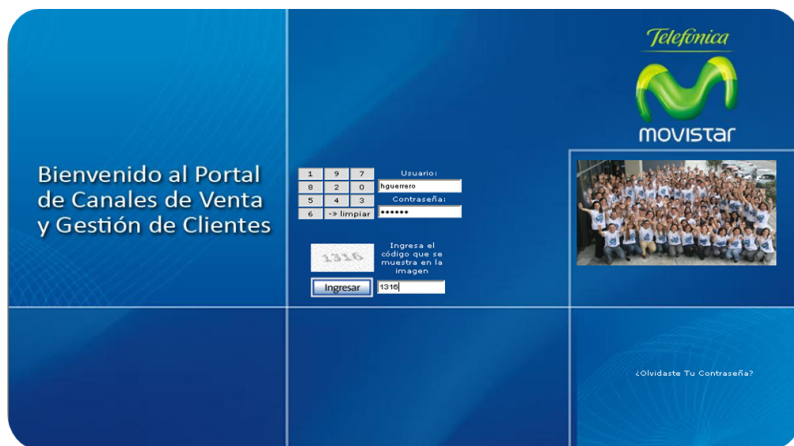 Telefónica
movistar
Bienvenido al Portal
de Canales de Venta
y Gestión de Clientes
1 9 7
8 2 0
5 4 3
6 -> limpiar
Usuario:
hguerrero
Contraseña:
••••••
1316
Ingresa el
código que se
muestra en la
imagen
Ingresar
1316
¿Olvidaste Tu Contraseña?